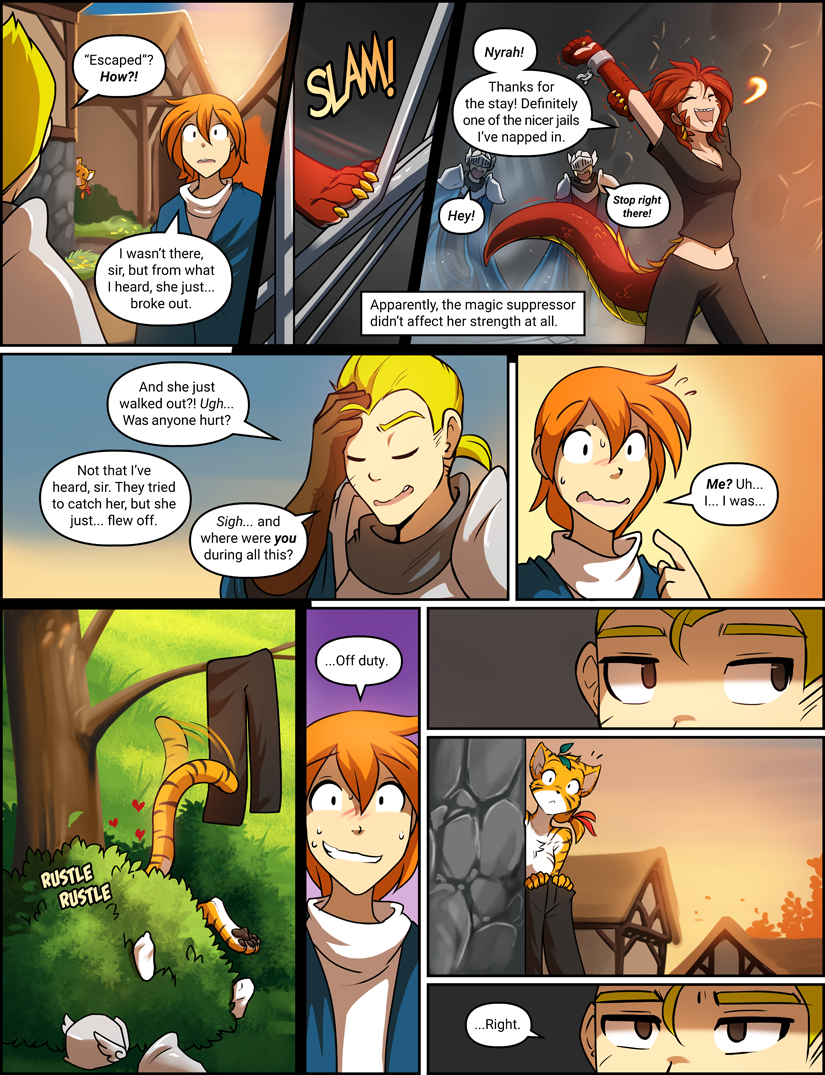 "Escaped"?
How?!
I wasn't there,
sir, but from what
I heard, she just...
broke out.
SLAM!
Nyrah!
Thanks for
the stay! Definitely
one of the nicer jails
I've napped in.
Hey!
Stop right
there!
Apparently, the magic suppressor
didn't affect her strength at all.
And she just
walked out?! Ugh...
Was anyone hurt?
Not that I've
heard, sir. They tried
to catch her, but she
just... flew off.
Sigh... and
where were you
during all this?
Me? Uh...
I... I was...
RUSTLE
RUSTLE
...Off duty.
...Right.